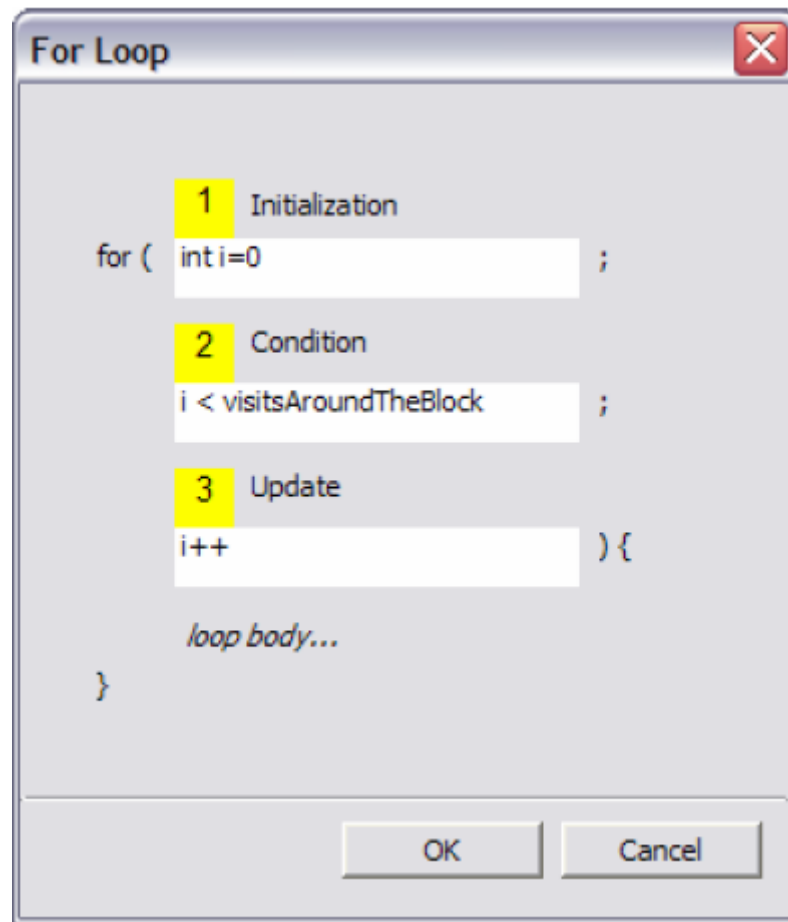 For Loop
1 Initialization
for ( int i=0 ;
2 Condition
i < visitsAroundTheBlock ;
3 Update
i++ ) {
loop body...
}
OK Cancel